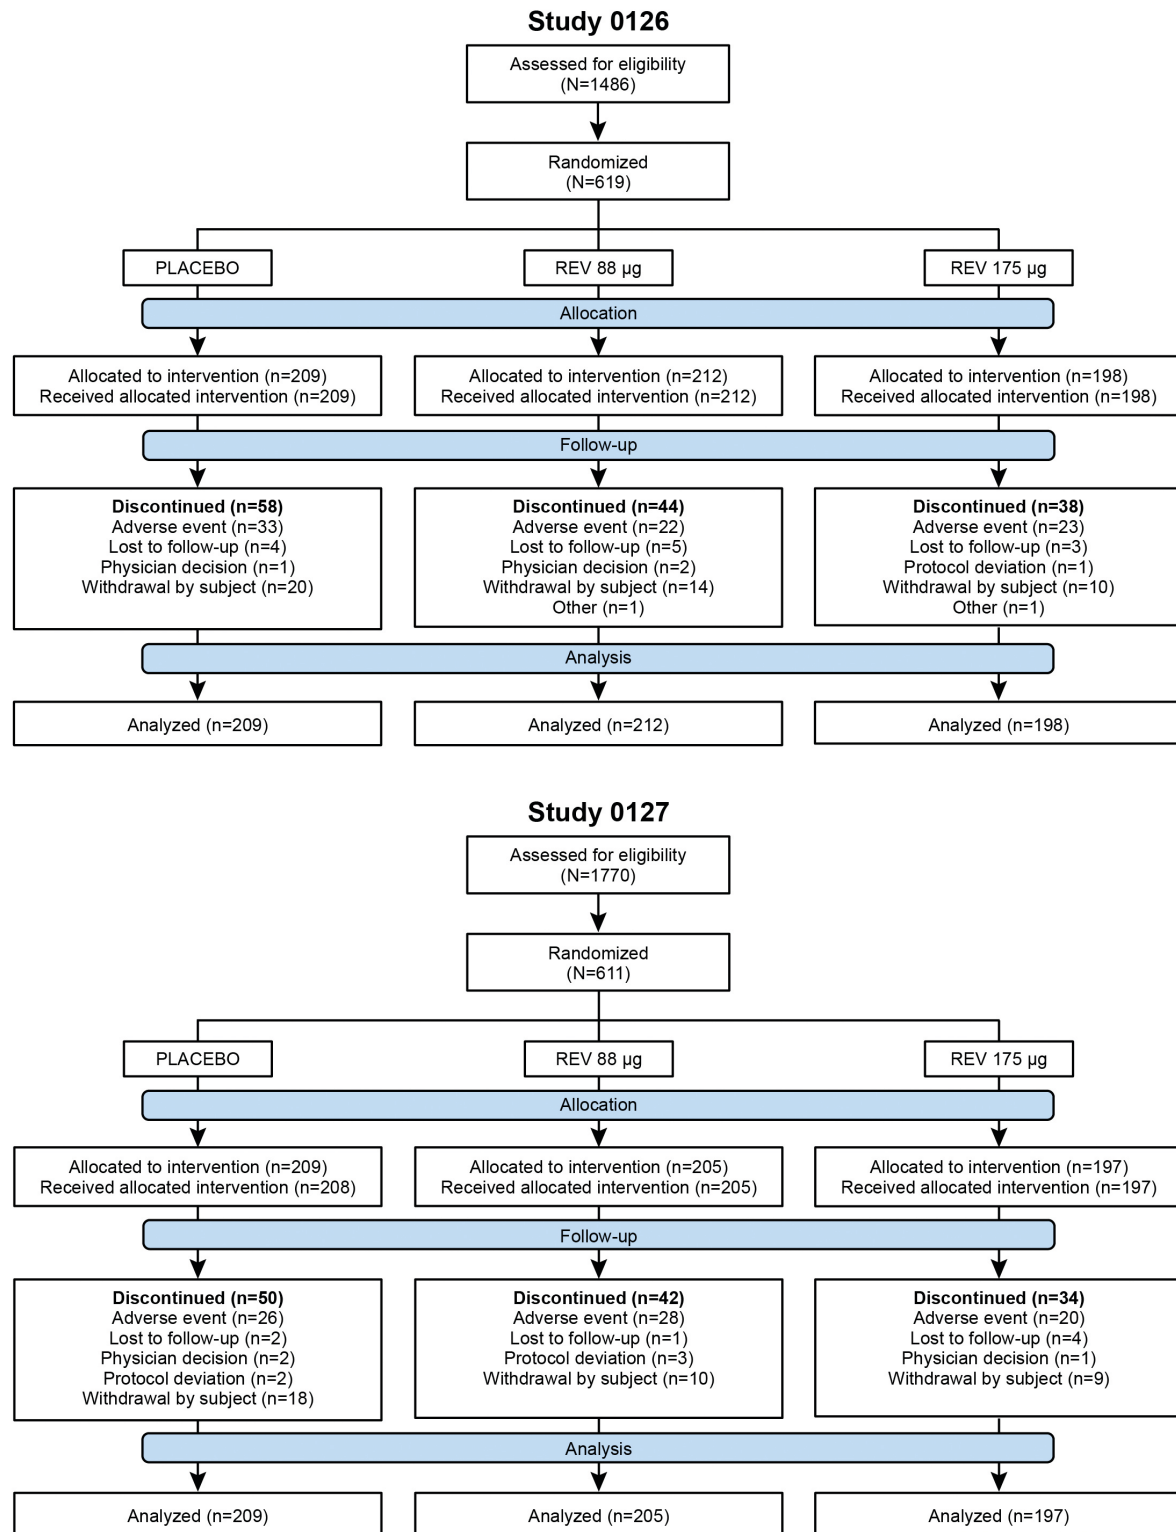 Study 0126
Assessed for eligibility
(N=1486)
Randomized
(N=619)
PLACEBO
REV 88 µg
REV 175 µg
Allocation
Allocated to intervention (n=209)
Received allocated intervention (n=209)
Allocated to intervention (n=212)
Received allocated intervention (n=212)
Allocated to intervention (n=198)
Received allocated intervention (n=198)
Follow-up
Discontinued (n=58)
Adverse event (n=33)
Lost to follow-up (n=4)
Physician decision (n=1)
Withdrawal by subject (n=20)
Discontinued (n=44)
Adverse event (n=22)
Lost to follow-up (n=5)
Physician decision (n=2)
Withdrawal by subject (n=14)
Other (n=1)
Discontinued (n=38)
Adverse event (n=23)
Lost to follow-up (n=3)
Protocol deviation (n=1)
Withdrawal by subject (n=10)
Other (n=1)
Analysis
Analyzed (n=209)
Analyzed (n=212)
Analyzed (n=198)
Study 0127
Assessed for eligibility
(N=1770)
Randomized
(N=611)
PLACEBO
REV 88 µg
REV 175 µg
Allocation
Allocated to intervention (n=209)
Received allocated intervention (n=208)
Allocated to intervention (n=205)
Received allocated intervention (n=205)
Allocated to intervention (n=197)
Received allocated intervention (n=197)
Follow-up
Discontinued (n=50)
Adverse event (n=26)
Lost to follow-up (n=2)
Physician decision (n=2)
Protocol deviation (n=2)
Withdrawal by subject (n=18)
Discontinued (n=42)
Adverse event (n=28)
Lost to follow-up (n=1)
Protocol deviation (n=3)
Withdrawal by subject (n=10)
Discontinued (n=34)
Adverse event (n=20)
Lost to follow-up (n=4)
Physician decision (n=1)
Withdrawal by subject (n=9)
Analysis
Analyzed (n=209)
Analyzed (n=205)
Analyzed (n=197)